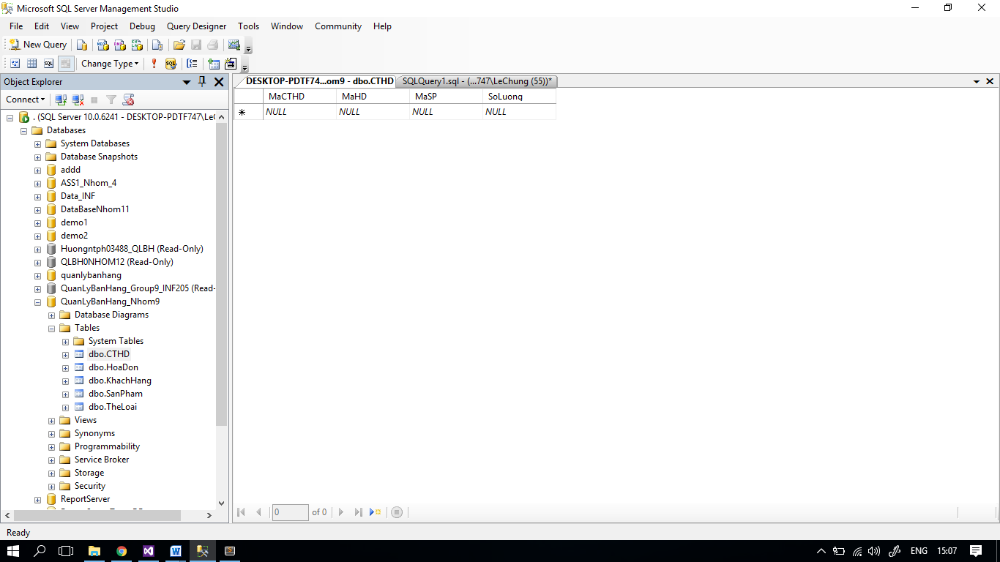 Microsoft SQL Server Management Studio
File Edit View Project Debug Query Designer Tools Window Community Help
New Query
Change Type
Object Explorer
Connect
. (SQL Server 10.0.6241 - DESKTOP-PDTF747\Le
Databases
System Databases
Database Snapshots
addd
ASS1_Nhom_4
Data_INF
DataBaseNhom11
demo1
demo2
Huongntph03488_QLBH (Read-Only)
QLBH0NHOM12 (Read-Only)
quanlybanhang
QuanLyBanHang_Group9_INF205 (Read-
QuanLyBanHang_Nhom9
Database Diagrams
Tables
System Tables
dbo.CTHD
dbo.HoaDon
dbo.KhachHang
dbo.SanPham
dbo.TheLoai
Views
Synonyms
Programmability
Service Broker
Storage
Security
ReportServer
DESKTOP-PDTF74...om9 - dbo.CTHD SQLQuery1.sql - (...747\LeChung (55))*
MaCTHD MaHD MaSP SoLuong
NULL NULL NULL NULL
0 of 0
Ready
ENG 15:07